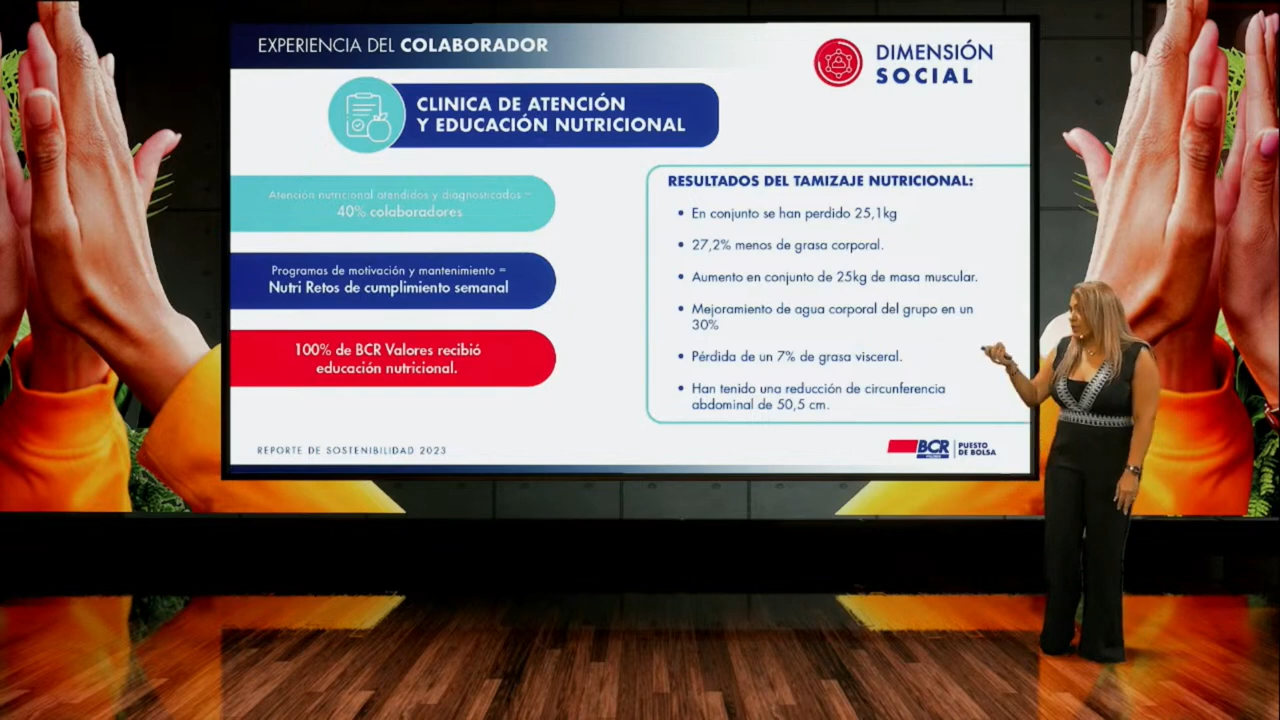 EXPERIENCIA DEL COLABORADOR
DIMENSIÓN
SOCIAL
CLINICA DE ATENCIÓN
Y EDUCACIÓN NUTRICIONAL
Atención nutricional atendidos y diagnosticados =
40% colaboradores
Programas de motivación y mantenimiento =
Nutri Retos de cumplimiento semanal
100% de BCR Valores recibió
educación nutricional.
RESULTADOS DEL TAMIZAJE NUTRICIONAL:
• En conjunto se han perdido 25,1kg
• 27,2% menos de grasa corporal.
• Aumento en conjunto de 25kg de masa muscular.
• Mejoramiento de agua corporal del grupo en un
30%
• Pérdida de un 7% de grasa visceral.
• Han tenido una reducción de circunferencia
abdominal de 50,5 cm.
REPORTE DE SOSTENIBILIDAD 2023
BCR
PUESTO
DE BOLSA